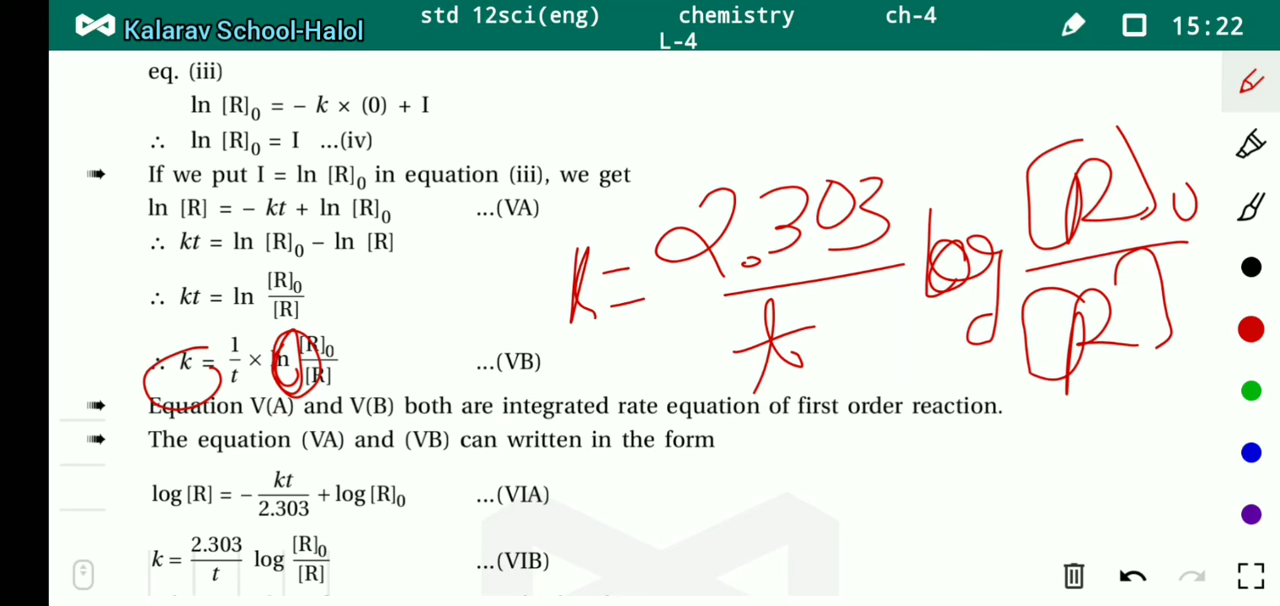 std 12sci(eng) chemistry ch-4
Kalarav School-Halol L-4 15:22
eq. (iii)
ln [R]₀ = – k × (0) + I
∴ ln [R]₀ = I ...(iv)
If we put I = ln [R]₀ in equation (iii), we get
ln [R] = – kt + ln [R]₀ ...(VA)
∴ kt = ln [R]₀ – ln [R]
∴ kt = ln [R]₀/[R]
∴ k = 1/t × ln [R]₀/[R] ...(VB)
K = 2.303/t log [R]₀/[R]
Equation V(A) and V(B) both are integrated rate equation of first order reaction.
The equation (VA) and (VB) can written in the form
log [R] = – kt/2.303 + log [R]₀ ...(VIA)
k = 2.303/t log [R]₀/[R] ...(VIB)